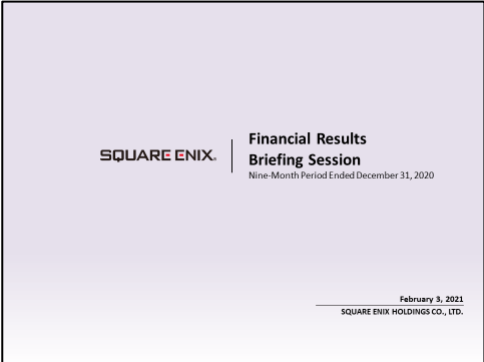 SQUARE ENIX.
Financial Results
Briefing Session
Nine-Month Period Ended December 31, 2020
February 3, 2021
SQUARE ENIX HOLDINGS CO., LTD.